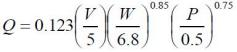 Q = 0.123 (V/5) (W/6.8)^0.85 (P/0.5)^0.75